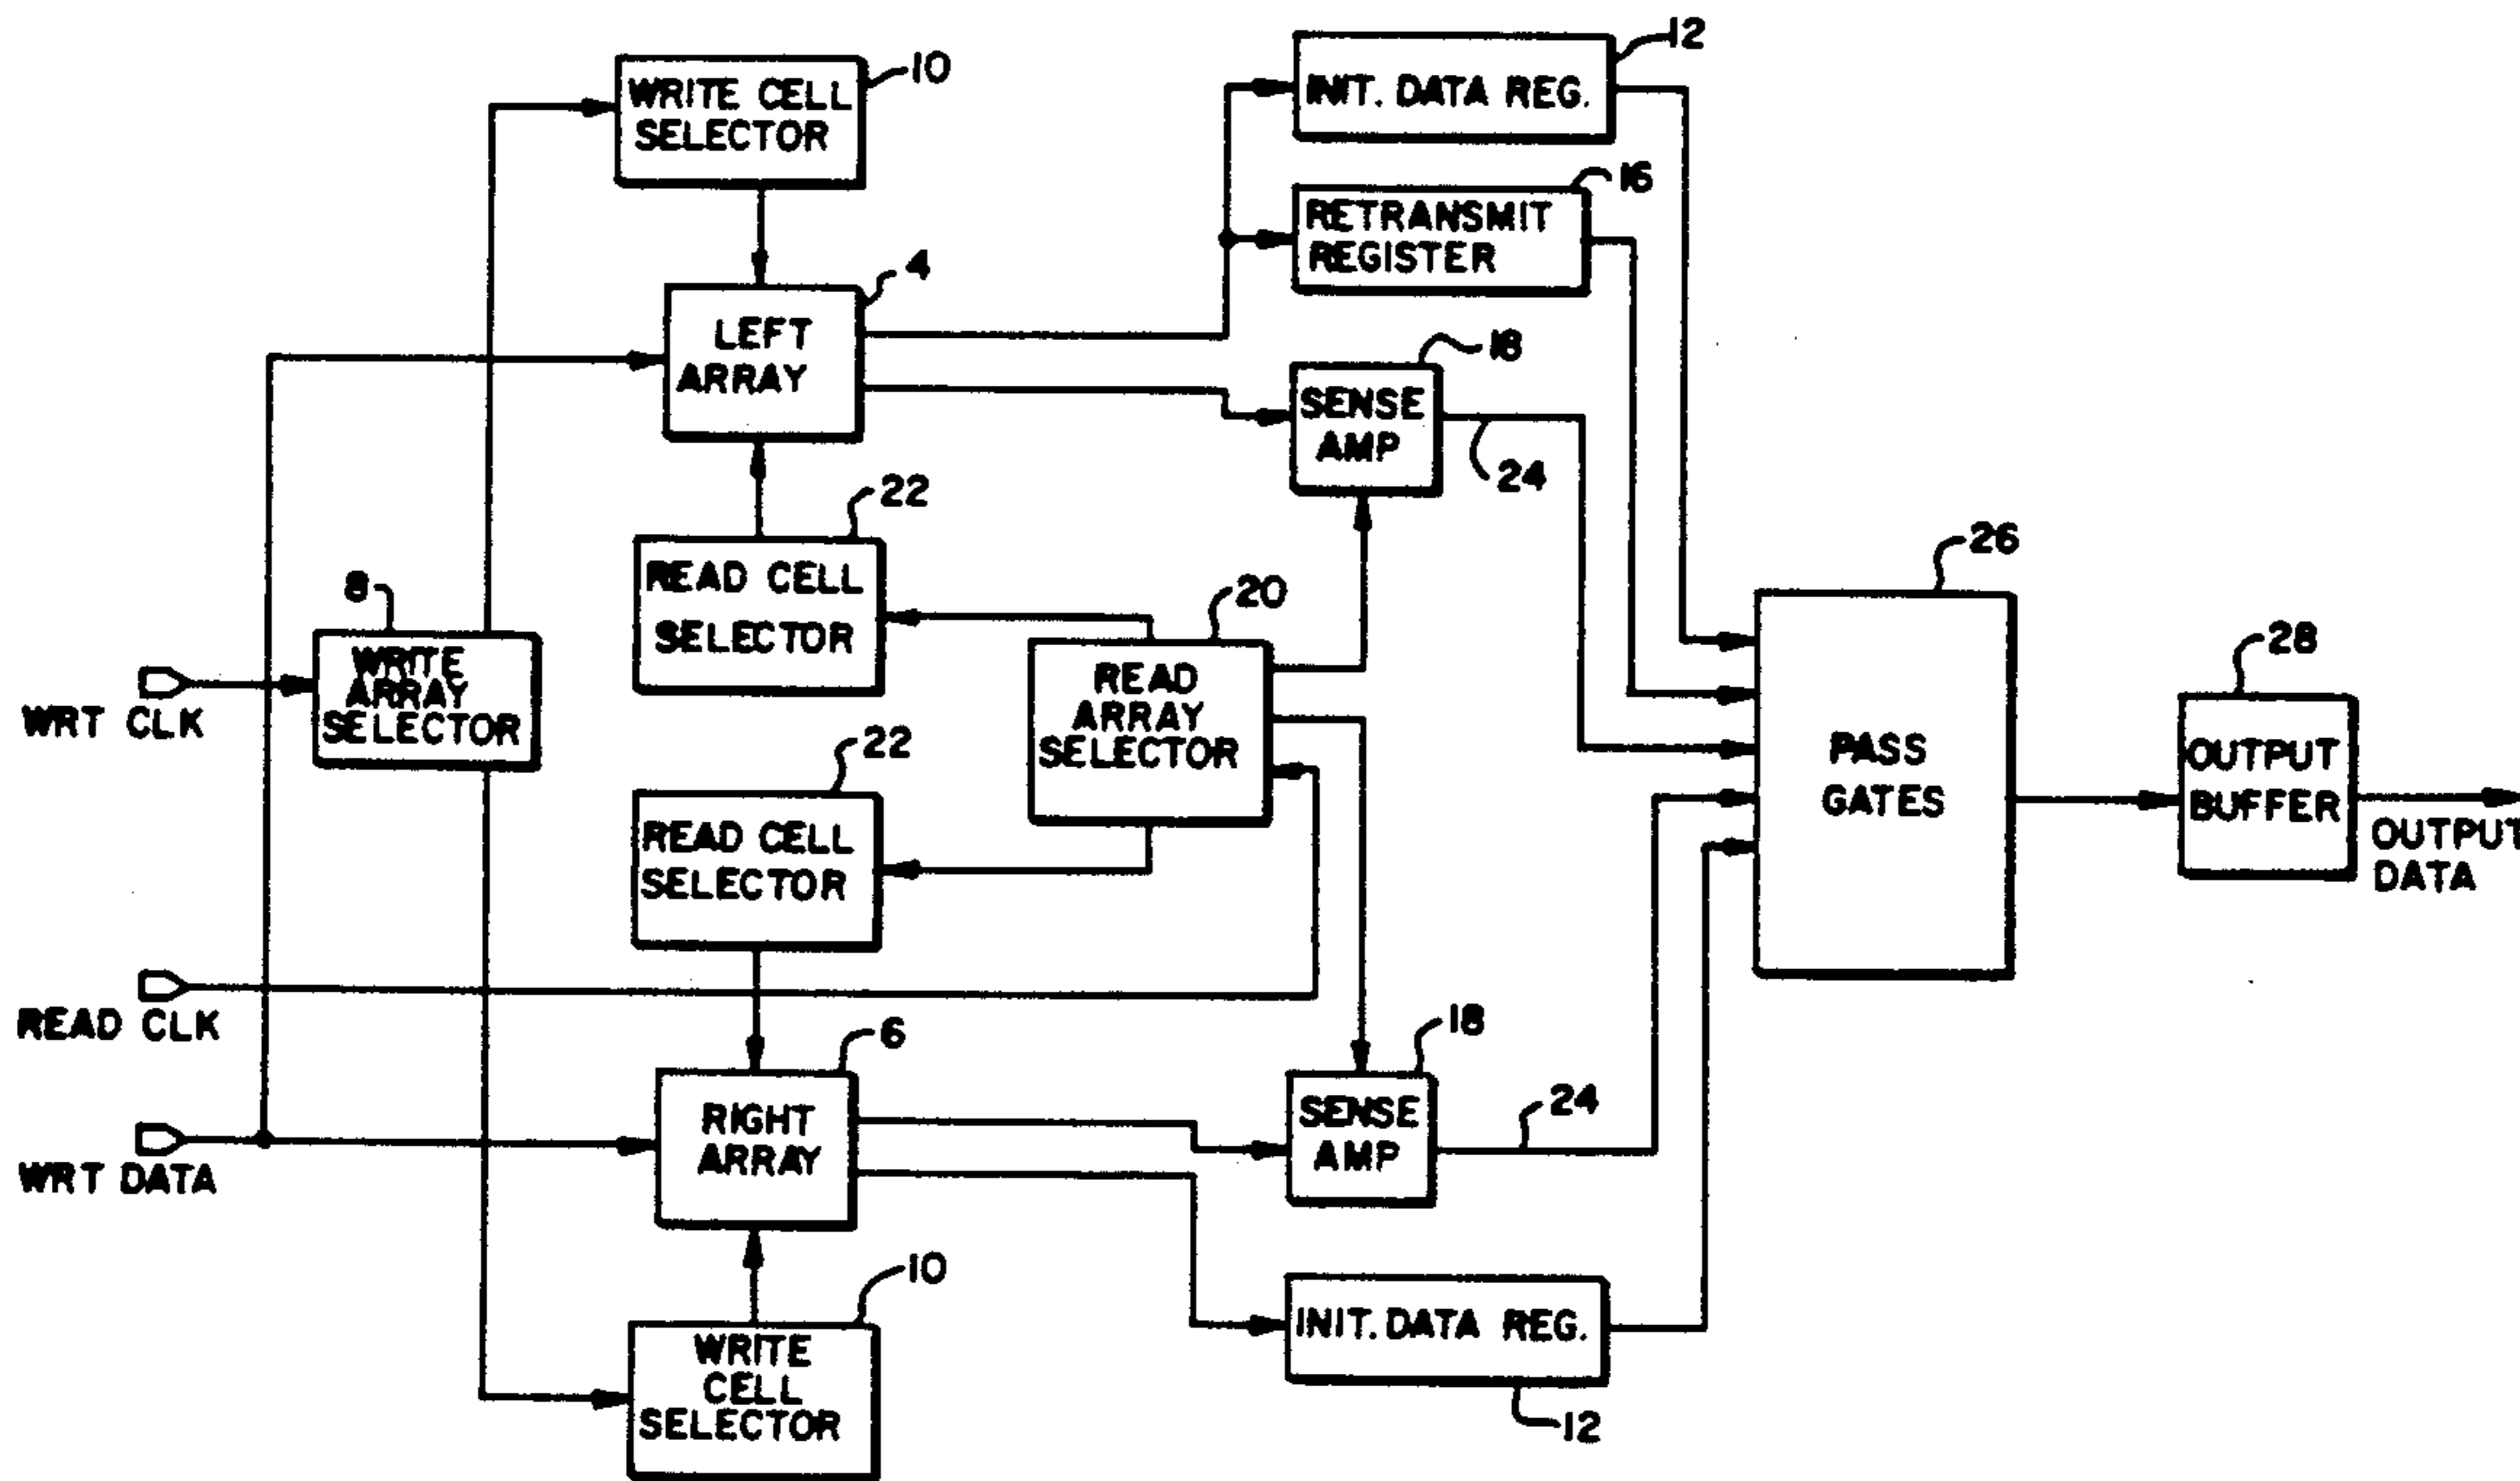 10
WRITE CELL
SELECTOR
12
INIT. DATA REG.
16
RETRANSMIT
REGISTER
4
LEFT
ARRAY
18
SENSE
AMP
24
22
READ CELL
SELECTOR
8
WRITE
ARRAY
SELECTOR
WRT CLK
20
READ
ARRAY
SELECTOR
26
PASS
GATES
28
OUTPUT
BUFFER
OUTPUT
DATA
22
READ CELL
SELECTOR
READ CLK
6
RIGHT
ARRAY
18
SENSE
AMP
24
WRT DATA
10
WRITE
CELL
SELECTOR
INIT. DATA REG.
12